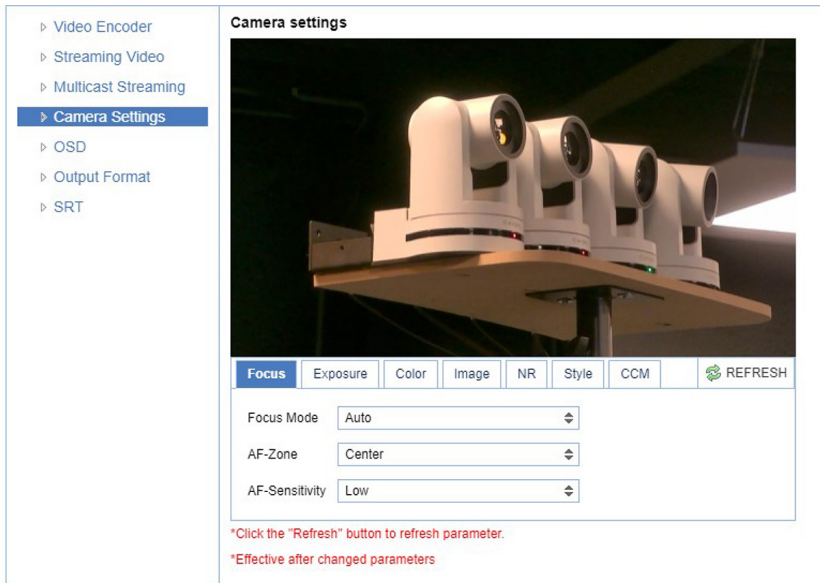 Video Encoder
Streaming Video
Multicast Streaming
Camera Settings
OSD
Output Format
SRT
Camera settings
Focus Exposure Color Image NR Style CCM REFRESH
Focus Mode Auto
AF-Zone Center
AF-Sensitivity Low
*Click the "Refresh" button to refresh parameter.
*Effective after changed parameters